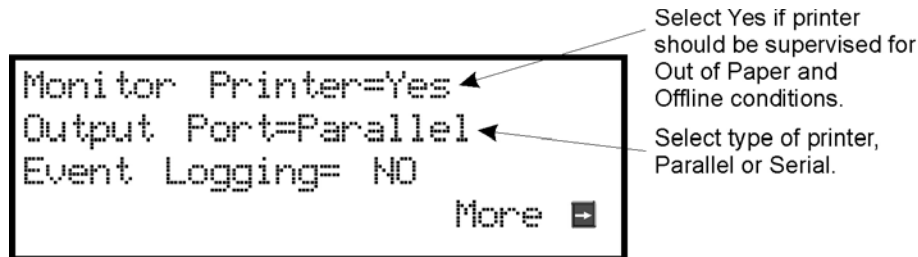 Select Yes if printer
should be supervised for
Out of Paper and
Offline conditions.
Monitor Printer=Yes
Output Port=Parallel
Event Logging= NO
More
Select type of printer,
Parallel or Serial.